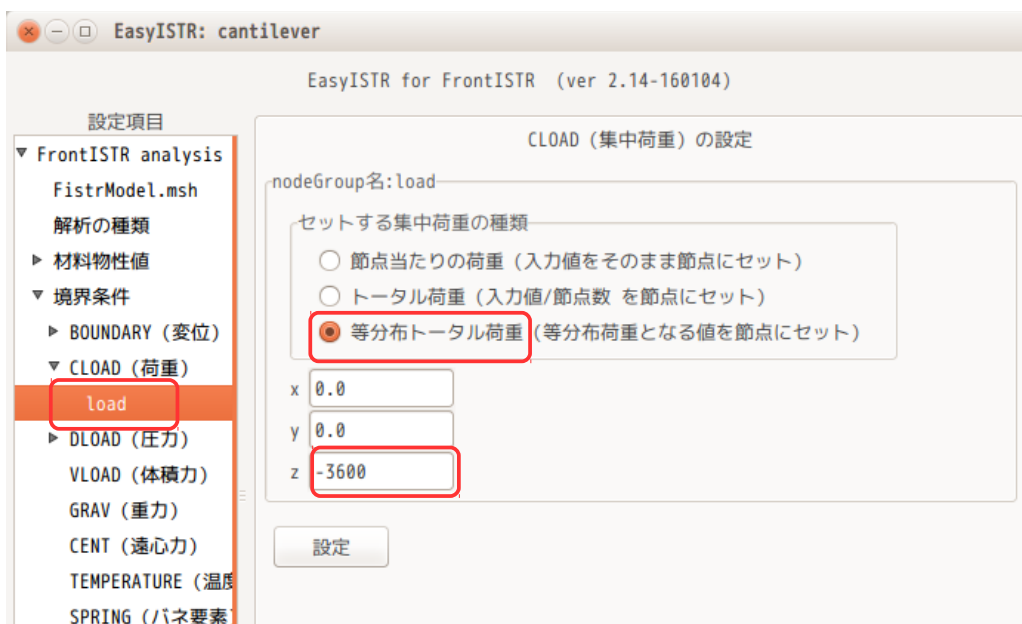 EasyISTR: cantilever
EasyISTR for FrontISTR (ver 2.14-160104)
設定項目
FrontISTR analysis
FistrModel.msh
解析の種類
材料物性値
境界条件
BOUNDARY (変位)
CLOAD (荷重)
load
DLOAD (圧力)
VLOAD (体積力)
GRAV (重力)
CENT (遠心力)
TEMPERATURE (温度
SPRING (バネ要素
CLOAD (集中荷重) の設定
nodeGroup名:load
セットする集中荷重の種類
節点当たりの荷重 (入力値をそのまま節点にセット)
トータル荷重 (入力値/節点数 を節点にセット)
等分布トータル荷重 (等分布荷重となる値を節点にセット)
x 0.0
y 0.0
z -3600
設定